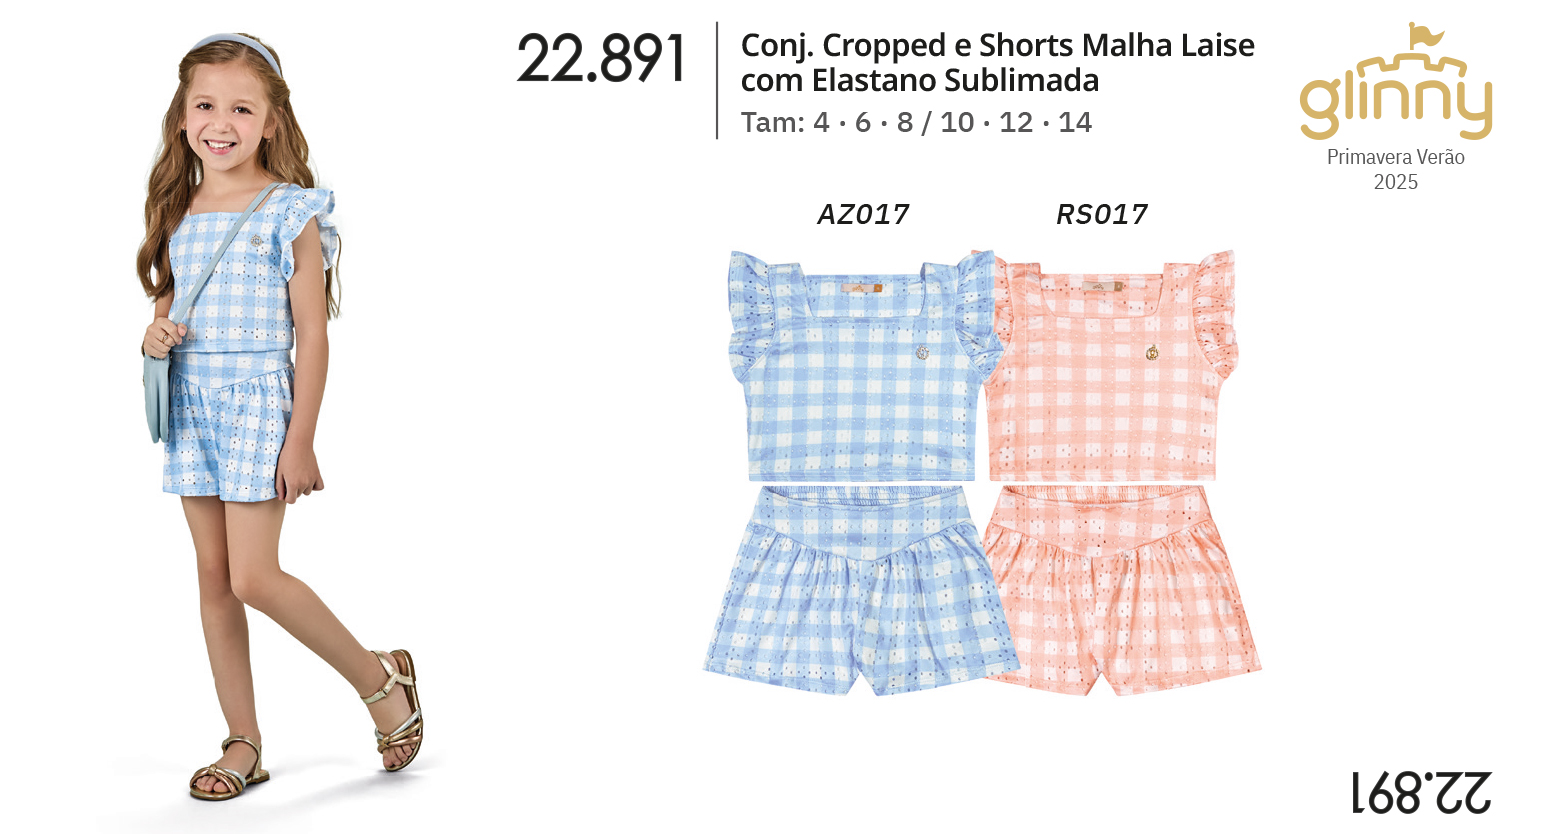 22.891
Conj. Cropped e Shorts Malha Laise
com Elastano Sublimada
Tam: 4 · 6 · 8 / 10 · 12 · 14
glinny
Primavera Verão
2025
AZ017
RS017
22.891